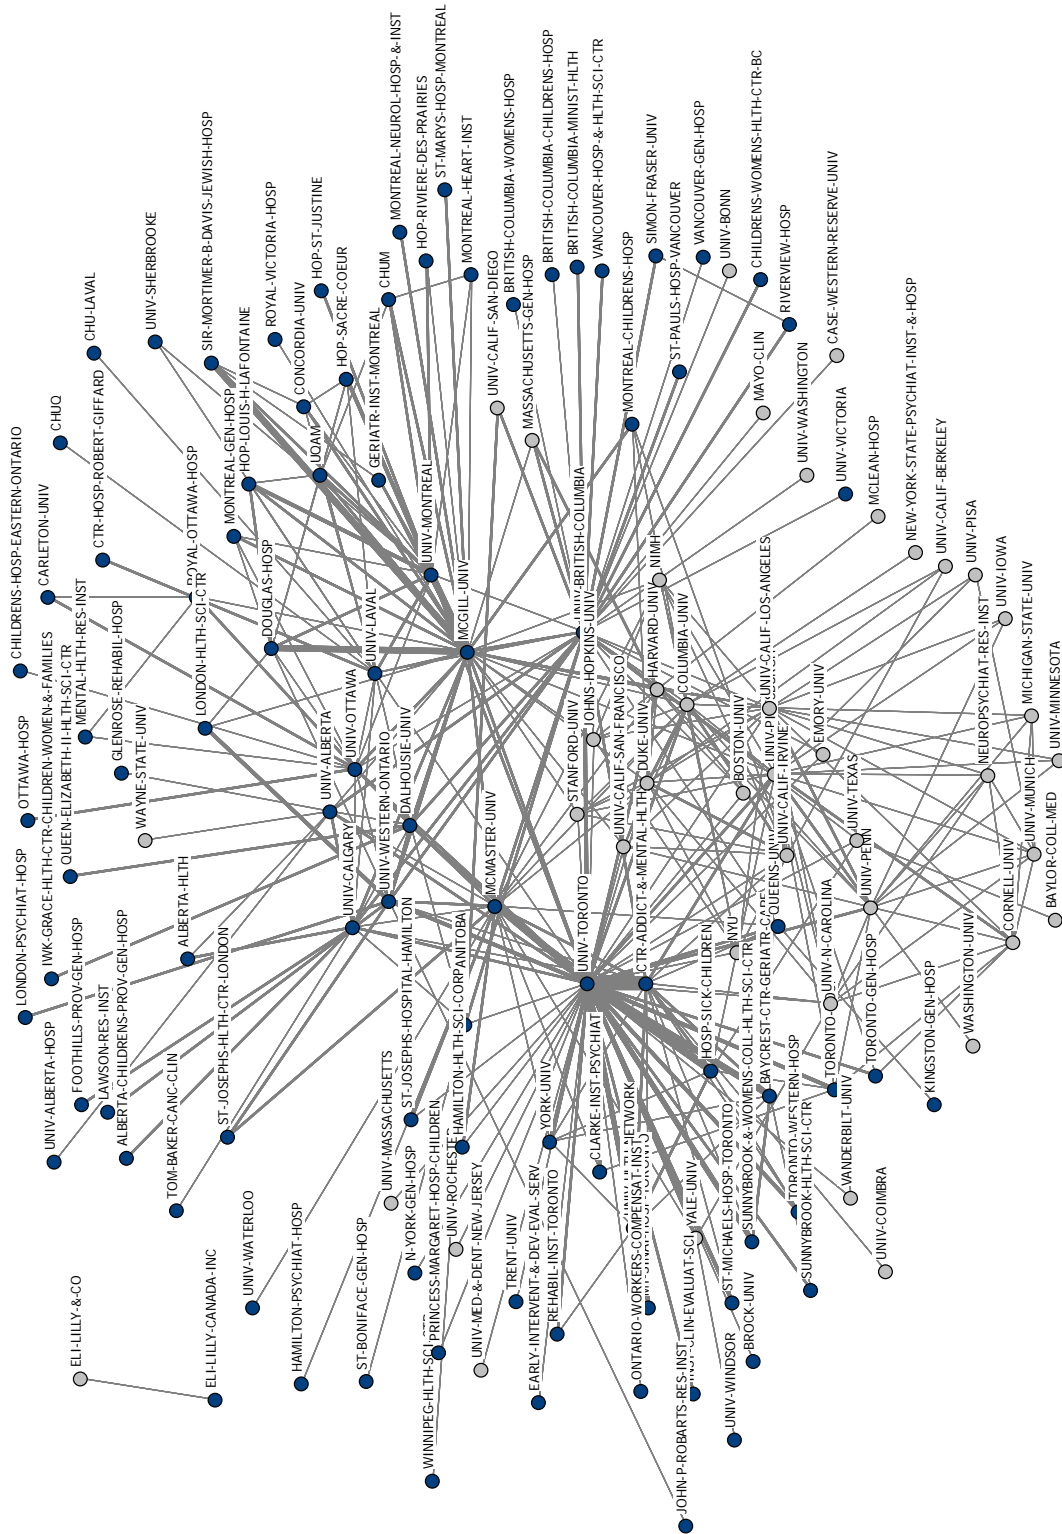 MONTREAL-NEUROL-HOSP-&-INST
HOP-RIVIERE-DES-PRAIRIES
ST-MARYS-HOSP-MONTREAL
MONTREAL-HEART-INST
BRITISH-COLUMBIA-WOMENS-HOSP
BRITISH-COLUMBIA-CHILDRENS-HOSP
BRITISH-COLUMBIA-MINIST-HLTH
VANCOUVER-HOSP-&-HLTH-SCI-CTR
SIMON-FRASER-UNIV
ST-PAULS-HOSP-VANCOUVER
VANCOUVER-GEN-HOSP
UNIV-BONN
CHILDRENS-WOMENS-HLTH-CTR-BC
RIVERVIEW-HOSP
CASE-WESTERN-RESERVE-UNIV
CHU-LAVAL
UNIV-SHERBROOKE
SIR-MORTIMER-B-DAVIS-JEWISH-HOSP
ROYAL-VICTORIA-HOSP
HOP-ST-JUSTINE
CONCORDIA-UNIV
HOP-SACRE-COEUR
CHUM
GERIATR-INST-MONTREAL
UNIV-CALIF-SAN-DIEGO
MASSACHUSETTS-GEN-HOSP
MONTREAL-CHILDRENS-HOSP
MAYO-CLIN
UNIV-WASHINGTON
UNIV-VICTORIA
MCLEAN-HOSP
NEW-YORK-STATE-PSYCHIAT-INST-&-HOSP
UNIV-CALIF-BERKELEY
UNIV-PISA
UNIV-IOWA
NEUROPSYCHIAT-RES-INST
MICHIGAN-STATE-UNIV
UNIV-MINNESOTA
CHILDRENS-HOSP-EASTERN-ONTARIO
CHUQ
CARLETON-UNIV
CTR-HOSP-ROBERT-GIFFARD
MONTREAL-GEN-HOSP
HOP-LOUIS-H-LAFONTAINE
UQAM
UNIV-MONTREAL
DOUGLAS-HOSP
MCGILL-UNIV
UNIV-LAVAL
LONDON-HLTH-SCI-CTR
MENTAL-HLTH-RES-INST
GLENROSE-REHABIL-HOSP
WAYNE-STATE-UNIV
OTTAWA-HOSP
IWK-GRACE-HLTH-CTR-CHILDREN-WOMEN-&-FAMILIES
QUEEN-ELIZABETH-II-HLTH-SCI-CTR
UNIV-BRITISH-COLUMBIA
JOHNS-HOPKINS-UNIV
NIMH
HARVARD-UNIV
COLUMBIA-UNIV
UNIV-CALIF-LOS-ANGELES
STANFORD-UNIV
UNIV-CALIF-SAN-FRANCISCO
DUKE-UNIV
BOSTON-UNIV
EMORY-UNIV
UNIV-CALIF-IRVINE
UNIV-TEXAS
UNIV-PENN
CORNELL-UNIV
UNIV-MUNICH
BAYLOR-COLL-MED
WASHINGTON-UNIV
UNIV-OTTAWA
UNIV-ALBERTA
DALHOUSIE-UNIV
UNIV-WESTERN-ONTARIO
UNIV-CALGARY
MCMASTER-UNIV
UNIV-TORONTO
CTR-ADDICT-&-MENTAL-HLTH
NYU
UNIV-N-CAROLINA
TORONTO-GEN-HOSP
KINGSTON-GEN-HOSP
LONDON-PSYCHIAT-HOSP
ALBERTA-HLTH
UNIV-ALBERTA-HOSP
FOOTHILLS-PROV-GEN-HOSP
LAWSON-RES-INST
ALBERTA-CHILDRENS-PROV-GEN-HOSP
TOM-BAKER-CANC-CLIN
ST-JOSEPHS-HLTH-CTR-LONDON
ST-JOSEPHS-HOSPITAL-HAMILTON
HAMILTON-HLTH-SCI-CORP
UNIV-MASSACHUSETTS
N-YORK-GEN-HOSP
PRINCESS-MARGARET-HOSP-CHILDREN
UNIV-MED-&-DENT-NEW-JERSEY
YORK-UNIV
TRENT-UNIV
EARLY-INTERVENT-&-DEV-EVAL-SERV
REHABIL-INST-TORONTO
CLARKE-INST-PSYCHIAT
HOSP-SICK-CHILDREN
TORONTO-WESTERN-HOSP
SUNNYBROOK-HLTH-SCI-CTR
VANDERBILT-UNIV
UNIV-COIMBRA
ST-MICHAELS-HOSP-TORONTO
SUNNYBROOK-&-WOMENS-COLL-HLTH-SCI-CTR
YALE-UNIV
ONTARIO-WORKERS-COMPENSAT-INST
BROCK-UNIV
UNIV-WINDSOR
JOHN-P-ROBARTS-RES-INST
ELI-LILLY-&-CO
ELI-LILLY-CANADA-INC
UNIV-WATERLOO
HAMILTON-PSYCHIAT-HOSP
ST-BONIFACE-GEN-HOSP